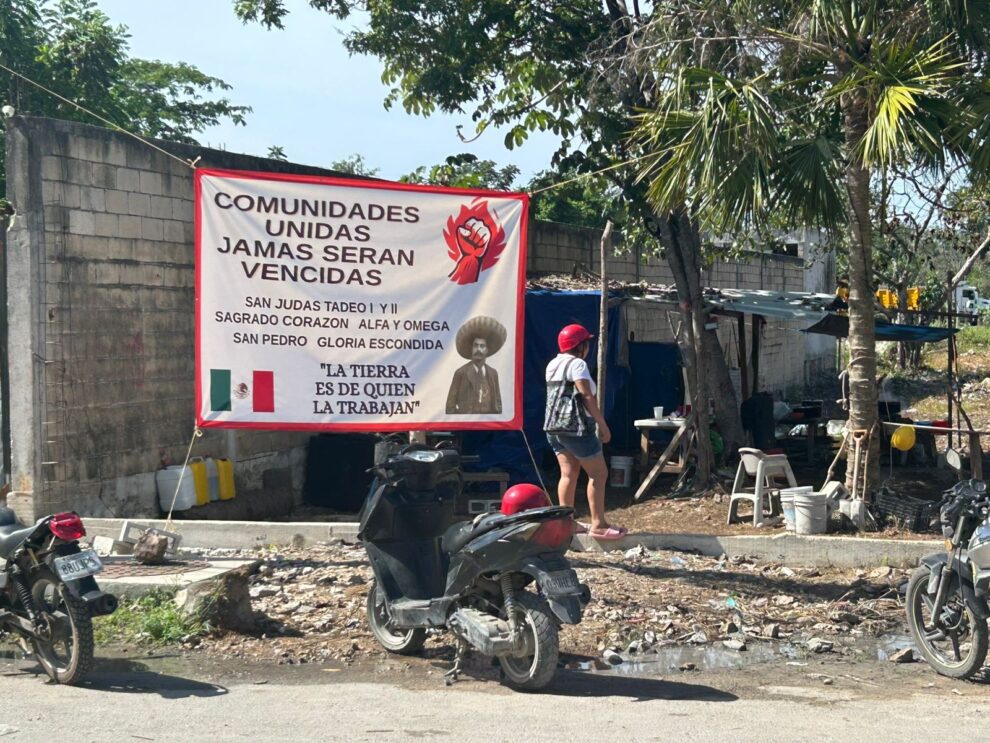 COMUNIDADES
UNIDAS
JAMAS SERAN
VENCIDAS
SAN JUDAS TADEO I Y II
SAGRADO CORAZON ALFA Y OMEGA
SAN PEDRO GLORIA ESCONDIDA
"LA TIERRA
ES DE QUIEN
LA TRABAJAN"